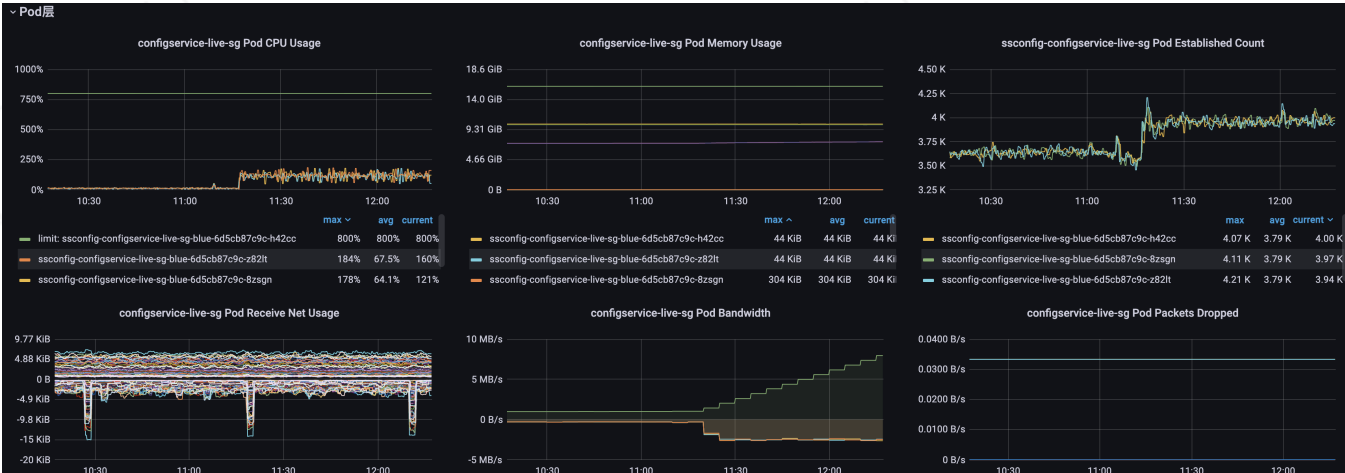 Pod层
configservice-live-sg Pod CPU Usage
1000%
750%
500%
250%
0%
10:30 11:00 11:30 12:00
max avg current
limit: ssconfig-configservice-live-sg-blue-6d5cb87c9c-h42cc 800% 800% 800%
ssconfig-configservice-live-sg-blue-6d5cb87c9c-z82lt 184% 67.5% 160%
ssconfig-configservice-live-sg-blue-6d5cb87c9c-8zsgn 178% 64.1% 121%
configservice-live-sg Pod Memory Usage
18.6 GiB
14.0 GiB
9.31 GiB
4.66 GiB
0 B
10:30 11:00 11:30 12:00
max avg current
ssconfig-configservice-live-sg-blue-6d5cb87c9c-h42cc 44 KiB 44 KiB 44 Ki
ssconfig-configservice-live-sg-blue-6d5cb87c9c-z82lt 44 KiB 44 KiB 44 Ki
ssconfig-configservice-live-sg-blue-6d5cb87c9c-8zsgn 304 KiB 304 KiB 304 Ki
ssconfig-configservice-live-sg Pod Established Count
4.50 K
4.25 K
4 K
3.75 K
3.50 K
3.25 K
10:30 11:00 11:30 12:00
max avg current
ssconfig-configservice-live-sg-blue-6d5cb87c9c-h42cc 4.07 K 3.79 K 4.00 K
ssconfig-configservice-live-sg-blue-6d5cb87c9c-8zsgn 4.11 K 3.79 K 3.97 K
ssconfig-configservice-live-sg-blue-6d5cb87c9c-z82lt 4.21 K 3.79 K 3.94 K
configservice-live-sg Pod Receive Net Usage
9.77 KiB
4.88 KiB
0 B
-4.9 KiB
-9.8 KiB
-15 KiB
-20 KiB
10:30 11:00 11:30 12:00
configservice-live-sg Pod Bandwidth
10 MB/s
5 MB/s
0 B/s
-5 MB/s
10:30 11:00 11:30 12:00
configservice-live-sg Pod Packets Dropped
0.0400 B/s
0.0300 B/s
0.0200 B/s
0.0100 B/s
0 B/s
10:30 11:00 11:30 12:00